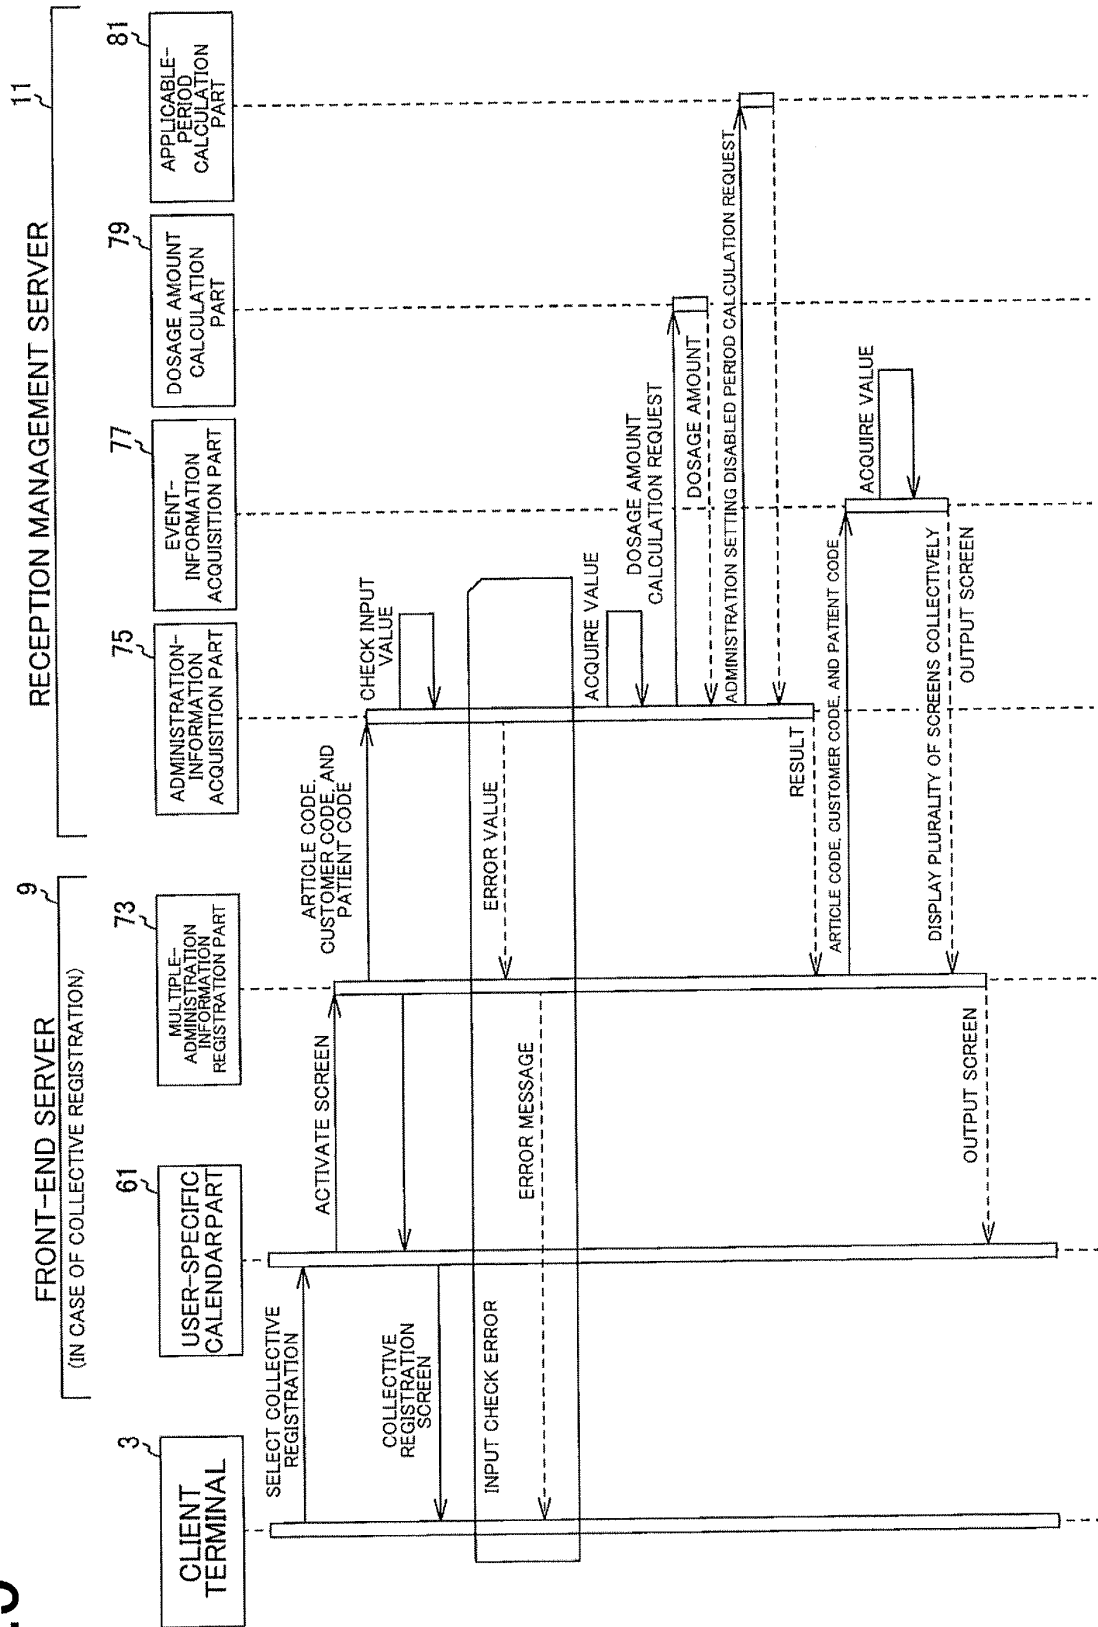 FRONT-END SERVER
9
(IN CASE OF COLLECTIVE REGISTRATION)
RECEPTION MANAGEMENT SERVER
11
3
CLIENT
TERMINAL
61
USER-SPECIFIC
CALENDARPART
73
MULTIPLE-
ADMINISTRATION
INFORMATION
REGISTRATION PART
75
ADMINISTRATION-
INFORMATION
ACQUISITION PART
77
EVENT-
INFORMATION
ACQUISITION PART
79
DOSAGE AMOUNT
CALCULATION
PART
81
APPLICABLE-
PERIOD
CALCULATION
PART
SELECT COLLECTIVE
REGISTRATION
ACTIVATE SCREEN
ARTICLE CODE,
CUSTOMER CODE, AND
PATIENT CODE
CHECK INPUT
VALUE
COLLECTIVE
REGISTRATION
SCREEN
INPUT CHECK ERROR
ERROR VALUE
ERROR MESSAGE
ACQUIRE VALUE
DOSAGE AMOUNT
CALCULATION REQUEST
DOSAGE AMOUNT
ADMINISTRATION SETTING DISABLED PERIOD CALCULATION REQUEST
RESULT
ARTICLE CODE, CUSTOMER CODE, AND PATIENT CODE
ACQUIRE VALUE
DISPLAY PLURALITY OF SCREENS COLLECTIVELY
OUTPUT SCREEN
OUTPUT SCREEN